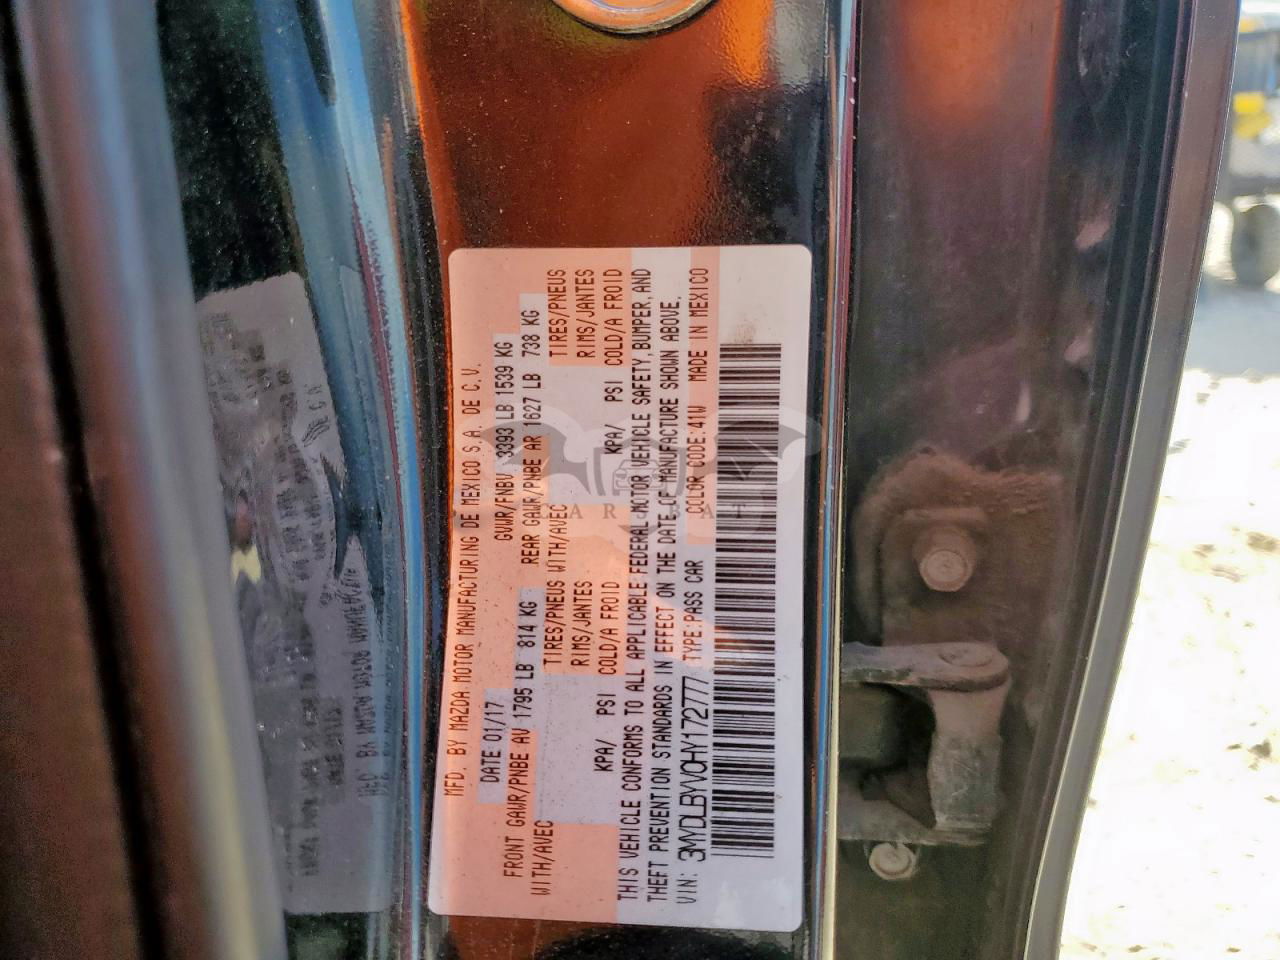 MFD. BY MAZDA MOTOR MANUFACTURING DE MEXICO S.A. DE C.V.
DATE 01/17 GVWR/PNBV 3393 LB 1539 KG
FRONT GAWR/PNBE AV 1795 LB 814 KG REAR GAWR/PNBE AR 1627 LB 738 KG
WITH/AVEC TIRES/PNEUS WITH/AVEC TIRES/PNEUS
RIMS/JANTES RIMS/JANTES
KPA/ PSI COLD/A FROID KPA/ PSI COLD/A FROID
THIS VEHICLE CONFORMS TO ALL APPLICABLE FEDERAL MOTOR VEHICLE SAFETY, BUMPER, AND
THEFT PREVENTION STANDARDS IN EFFECT ON THE DATE OF MANUFACTURE SHOWN ABOVE.
VIN: 3MYDLBYV0HY172777 TYPE:PASS CAR COLOR CODE:41W MADE IN MEXICO
CAR BAT